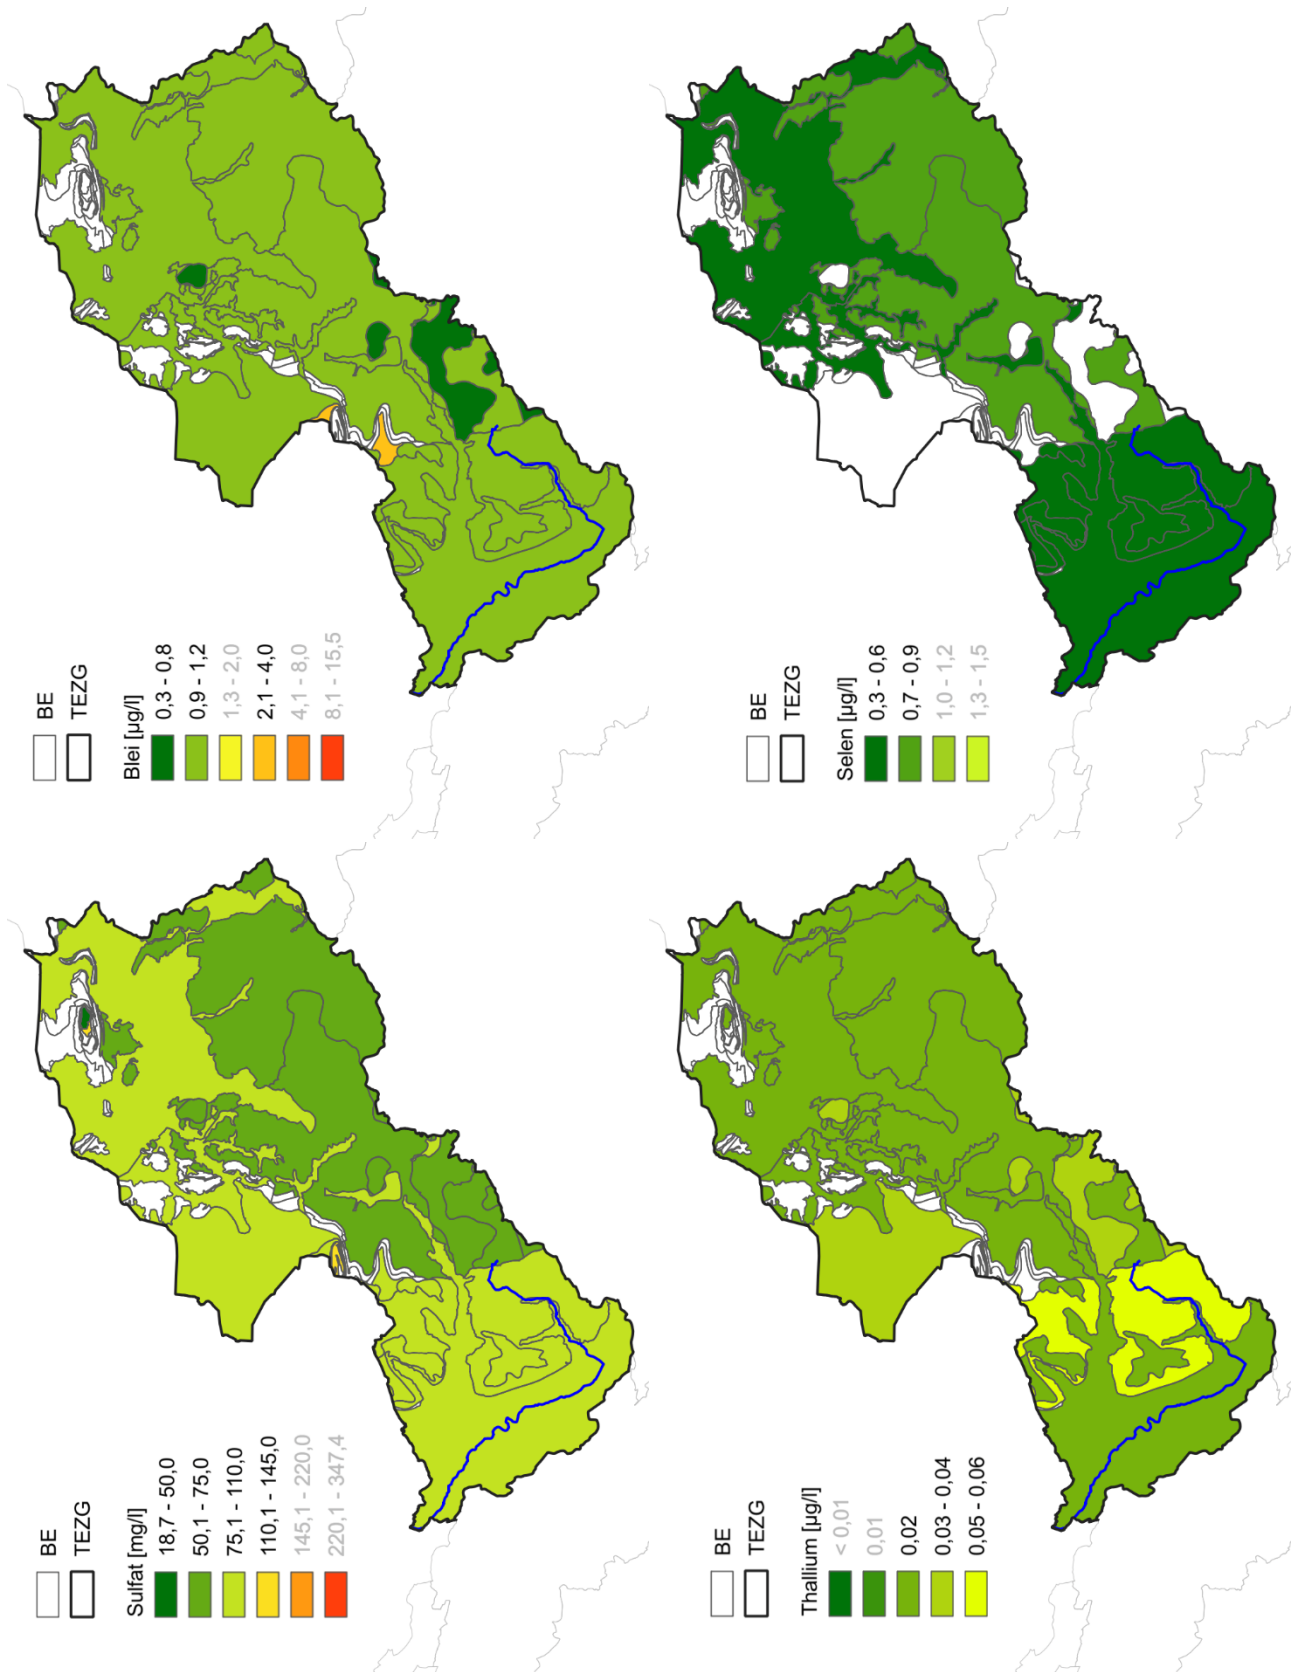 BE
TEZG
Sulfat [mg/l]
18,7 - 50,0
50,1 - 75,0
75,1 - 110,0
110,1 - 145,0
145,1 - 220,0
220,1 - 347,4
BE
TEZG
Blei [µg/l]
0,3 - 0,8
0,9 - 1,2
1,3 - 2,0
2,1 - 4,0
4,1 - 8,0
8,1 - 15,5
BE
TEZG
Thallium [µg/l]
< 0,01
0,01
0,02
0,03 - 0,04
0,05 - 0,06
BE
TEZG
Selen [µg/l]
0,3 - 0,6
0,7 - 0,9
1,0 - 1,2
1,3 - 1,5